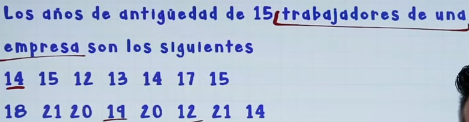 Los años de antigüedad de 15 trabajadores de una
empresa son los siguientes
14 15 12 13 14 17 15
18 21 20 19 20 12 21 14